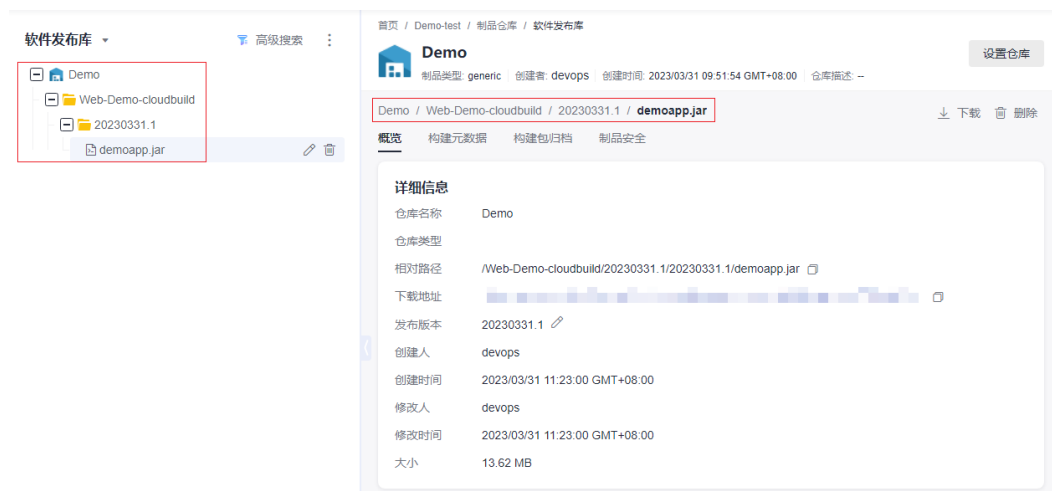 软件发布库
高级搜索
Demo
Web-Demo-cloudbuild
20230331.1
demoapp.jar
首页 / Demo-test / 制品仓库 / 软件发布库
Demo
设置仓库
制品类型: generic 创建者: devops 创建时间: 2023/03/31 09:51:54 GMT+08:00 仓库描述: --
Demo / Web-Demo-cloudbuild / 20230331.1 / demoapp.jar
下载 删除
概览 构建元数据 构建包归档 制品安全
详细信息
仓库名称 Demo
仓库类型
相对路径 /Web-Demo-cloudbuild/20230331.1/20230331.1/demoapp.jar
下载地址
发布版本 20230331.1
创建人 devops
创建时间 2023/03/31 11:23:00 GMT+08:00
修改人 devops
修改时间 2023/03/31 11:23:00 GMT+08:00
大小 13.62 MB